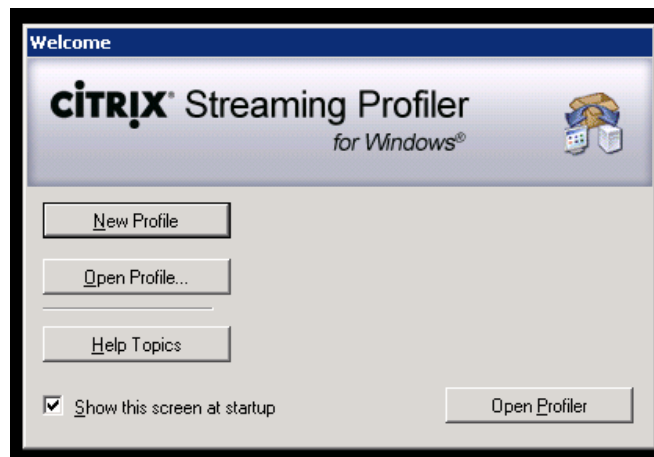 Welcome
CiTRIX® Streaming Profiler
for Windows®
New Profile
Open Profile...
Help Topics
Show this screen at startup
Open Profiler